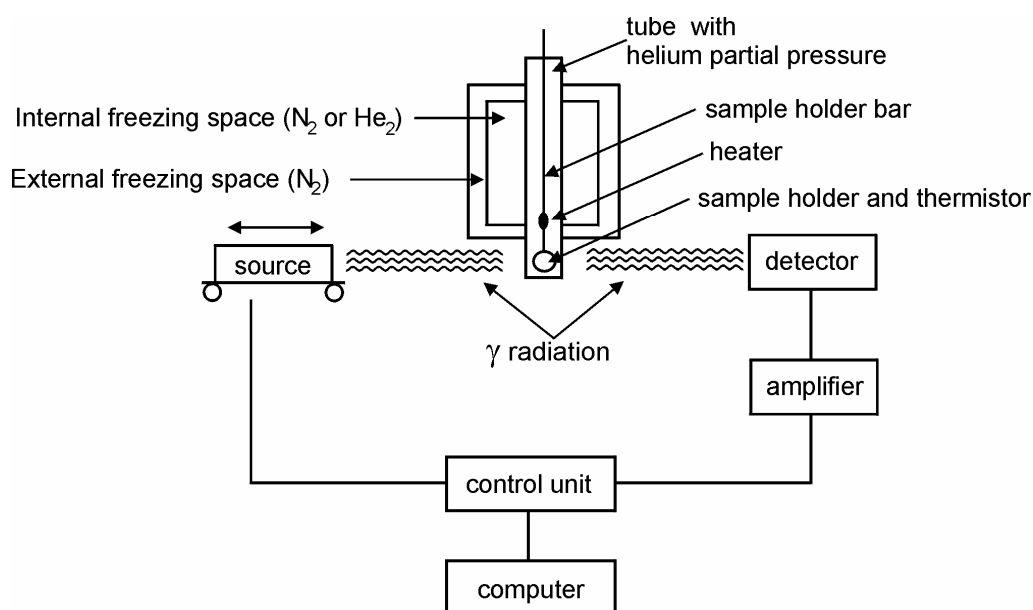 tube with
helium partial pressure
Internal freezing space (N₂ or He₂)
sample holder bar
heater
External freezing space (N₂)
sample holder and thermistor
source
detector
γ radiation
amplifier
control unit
computer